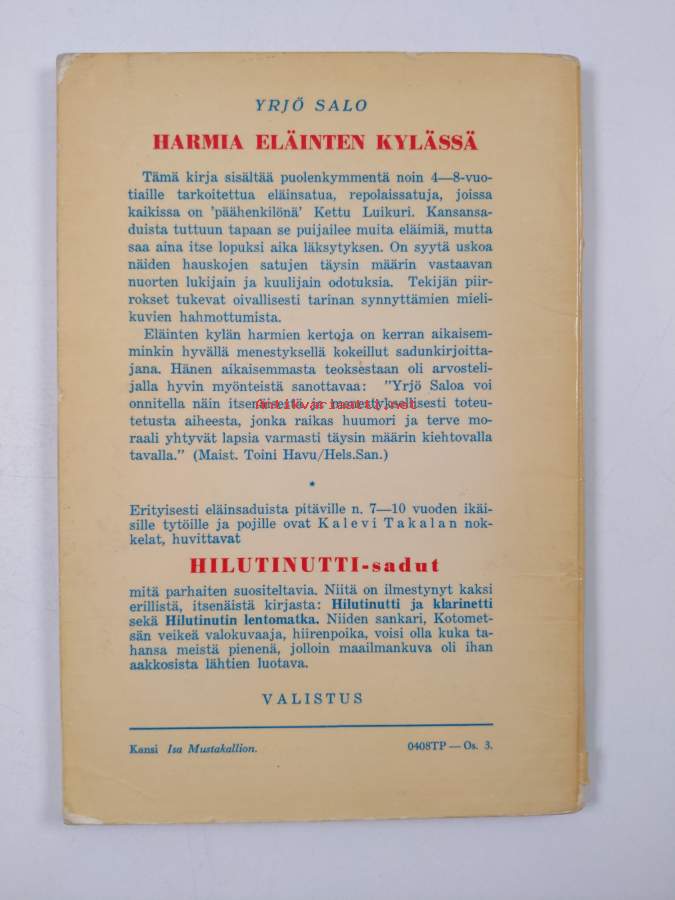 YRJÖ SALO
HARMIA ELÄINTEN KYLÄSSÄ
Tämä kirja sisältää puolenkymmentä noin 4—8-vuo-
tiaille tarkoitettua eläinsatua, repolaissatuja, joissa
kaikissa on 'päähenkilönä' Kettu Luikuri. Kansansa-
duista tuttuun tapaan se puijailee muita eläimiä, mutta
saa aina itse lopuksi aika läksytyksen. On syytä uskoa
näiden hauskojen satujen täysin määrin vastaavan
nuorten lukijain ja kuulijain odotuksia. Tekijän piir-
rokset tukevat oivallisesti tarinan synnyttämien mieli-
kuvien hahmottumista.
Eläinten kylän harmien kertoja on kerran aikaisem-
minkin hyvällä menestyksellä kokeillut sadunkirjoitta-
jana. Hänen aikaisemmasta teoksestaan oli arvosteli-
jalla hyvin myönteistä sanottavaa: "Yrjö Saloa voi
onnitella näin itsenäisestä ja menestyksellisesti toteu-
Antikvariaatti.net
tetusta aiheesta, jonka raikas huumori ja terve mo-
raali yhtyvät lapsia varmasti täysin määrin kiehtovalla
tavalla." (Maist. Toini Havu/Hels.San.)
*
Erityisesti eläinsaduista pitäville n. 7—10 vuoden ikäi-
sille tytöille ja pojille ovat Kalevi Takalan nok-
kelat, huvittavat
HILUTINUTTI-sadut
mitä parhaiten suositeltavia. Niitä on ilmestynyt kaksi
erillistä, itsenäistä kirjasta: Hilutinutti ja klarinetti
sekä Hilutinutin lentomatka. Niiden sankari, Kotomet-
sän veikeä valokuvaaja, hiirenpoika, voisi olla kuka ta-
hansa meistä pienenä, jolloin maailmankuva oli ihan
aakkosista lähtien luotava.
VALISTUS
Kansi Isa Mustakallion.
0408TP — Os. 3.